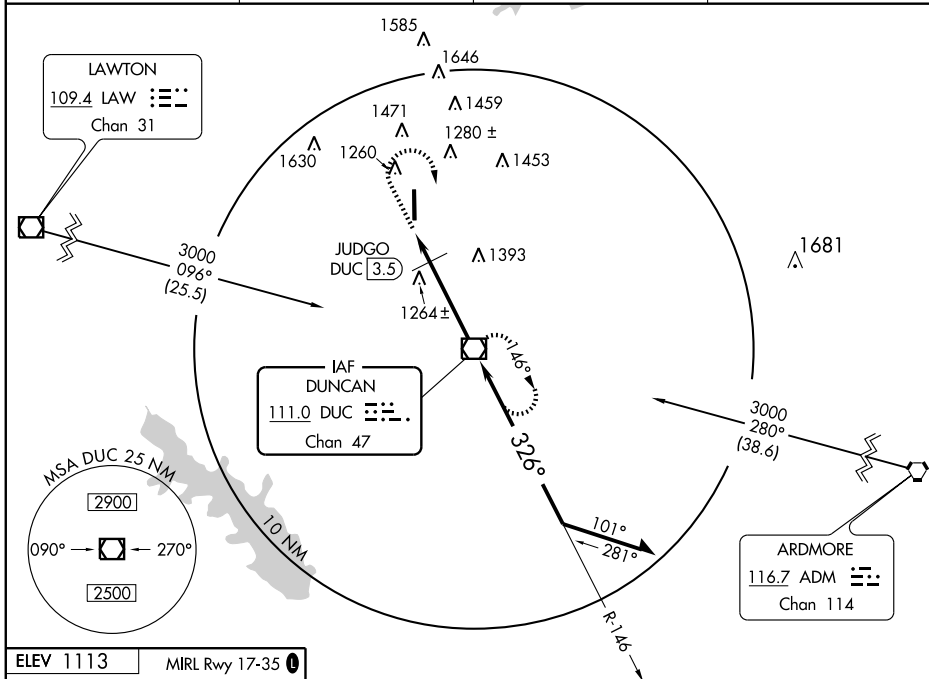 1585
1646
LAWTON
109.4 LAW
Chan 31
1471
1459
1280 ±
1630
1260
1453
JUDGO
DUC 3.5
1393
1681
3000
096°
(25.5)
1264 ±
IAF
DUNCAN
111.0 DUC
Chan 47
146°
3000
280°
(38.6)
326°
MSA DUC 25 NM
2900
090°
270°
2500
10 NM
101°
281°
R-146
ARDMORE
116.7 ADM
Chan 114
ELEV 1113
MIRL Rwy 17-35 L